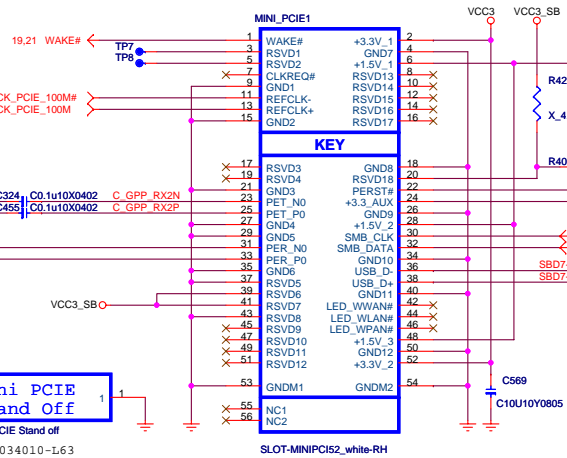 MINI_PCIE1
VCC3
VCC3_SB
19,21 WAKE#
TP7
TP8
CK_PCIE_100M#
CK_PCIE_100M
1 WAKE# +3.3V_1 2
3 RSVD1 GND7 4
5 RSVD2 +1.5V_1 6
7 CLKREQ# RSVD13 8
9 GND1 RSVD14 10
11 REFCLK- RSVD15 12
13 REFCLK+ RSVD16 14
15 GND2 RSVD17 16
R42
X_4
KEY
R40
17 RSVD3 GND8 18
19 RSVD4 RSVD18 20
21 GND3 PERST# 22
C324 C0.1u10X0402 C_GPP_RX2N 23 PET_N0 +3.3_AUX 24
C455 C0.1u10X0402 C_GPP_RX2P 25 PET_P0 GND9 26
27 GND4 +1.5V_2 28
29 GND5 SMB_CLK 30
31 PER_N0 SMB_DATA 32
33 PER_P0 GND10 34
35 GND6 USB_D- 36 SBD7-
37 RSVD5 USB_D+ 38 SBD7
39 RSVD6 GND11 40
VCC3_SB 41 RSVD7 LED_WWAN# 42
43 RSVD8 LED_WLAN# 44
45 RSVD9 LED_WPAN# 46
47 RSVD10 +1.5V_3 48
49 RSVD11 GND12 50
51 RSVD12 +3.3V_2 52
53 GNDM1 GNDM2 54
55 NC1
56 NC2
C569
C10U10Y0805
ni PCIE
and Off
1 1
CIE Stand off
034010-L63
SLOT-MINIPCI52_white-RH